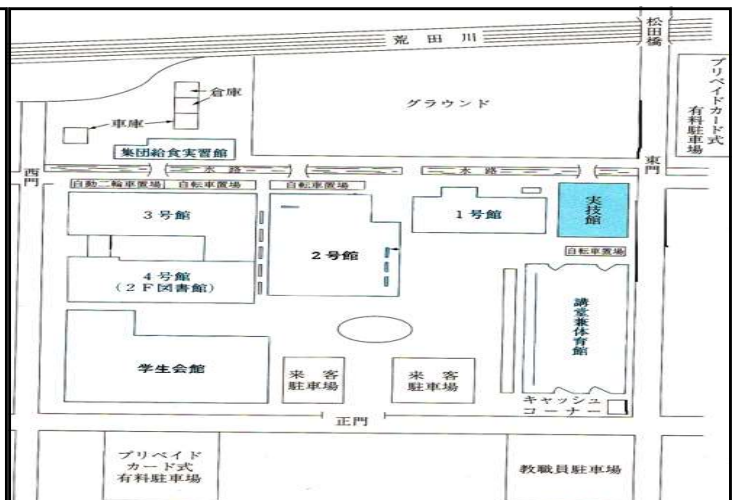 荒田川
松田橋
倉庫
グラウンド
プリペイドカード式
有料駐車場
車庫
集団給食実習館
西門
水路
水路
東門
自動二輪車置場
自転車置場
自転車置場
3号館
2号館
1号館
実技館
自転車置場
4号館
(2F図書館)
講堂兼体育館
学生会館
来客
駐車場
来客
駐車場
キャッシュ
コーナー
正門
プリペイド
カード式
有料駐車場
教職員駐車場